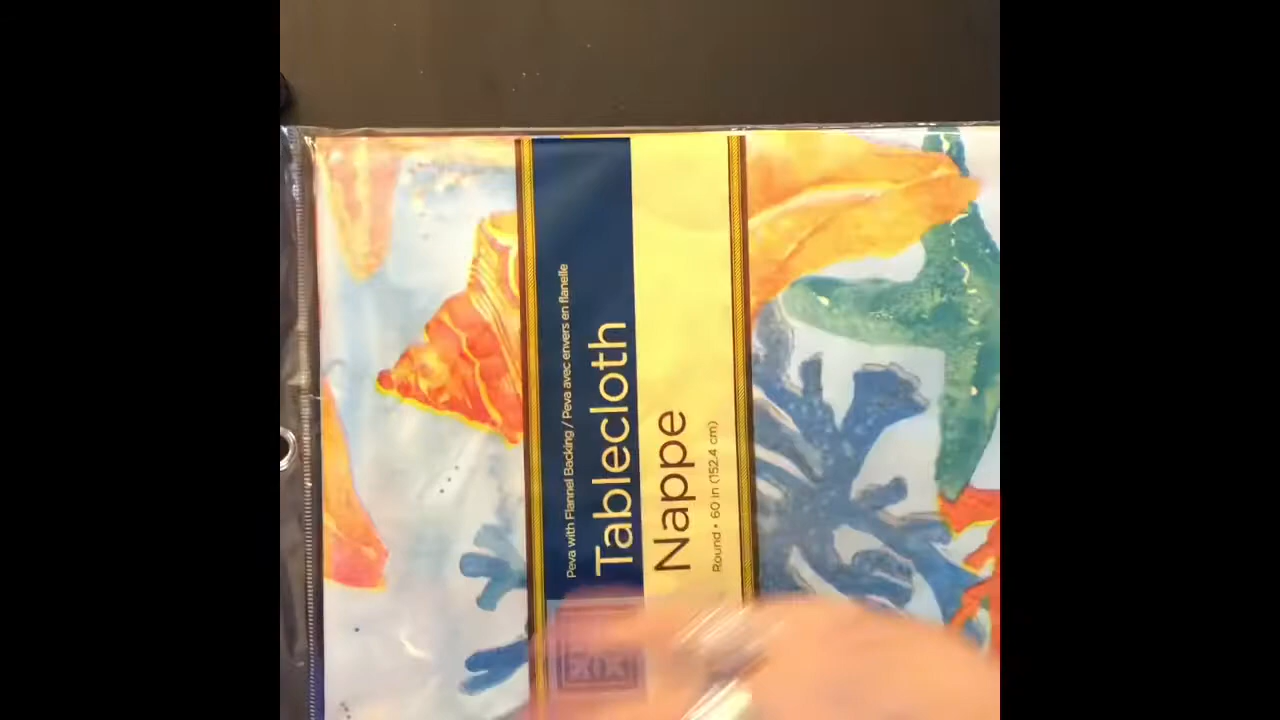 Peva with Flannel Backing / Peva avec envers en flanelle
Tablecloth
Nappe
Round • 60 in (152.4 cm)